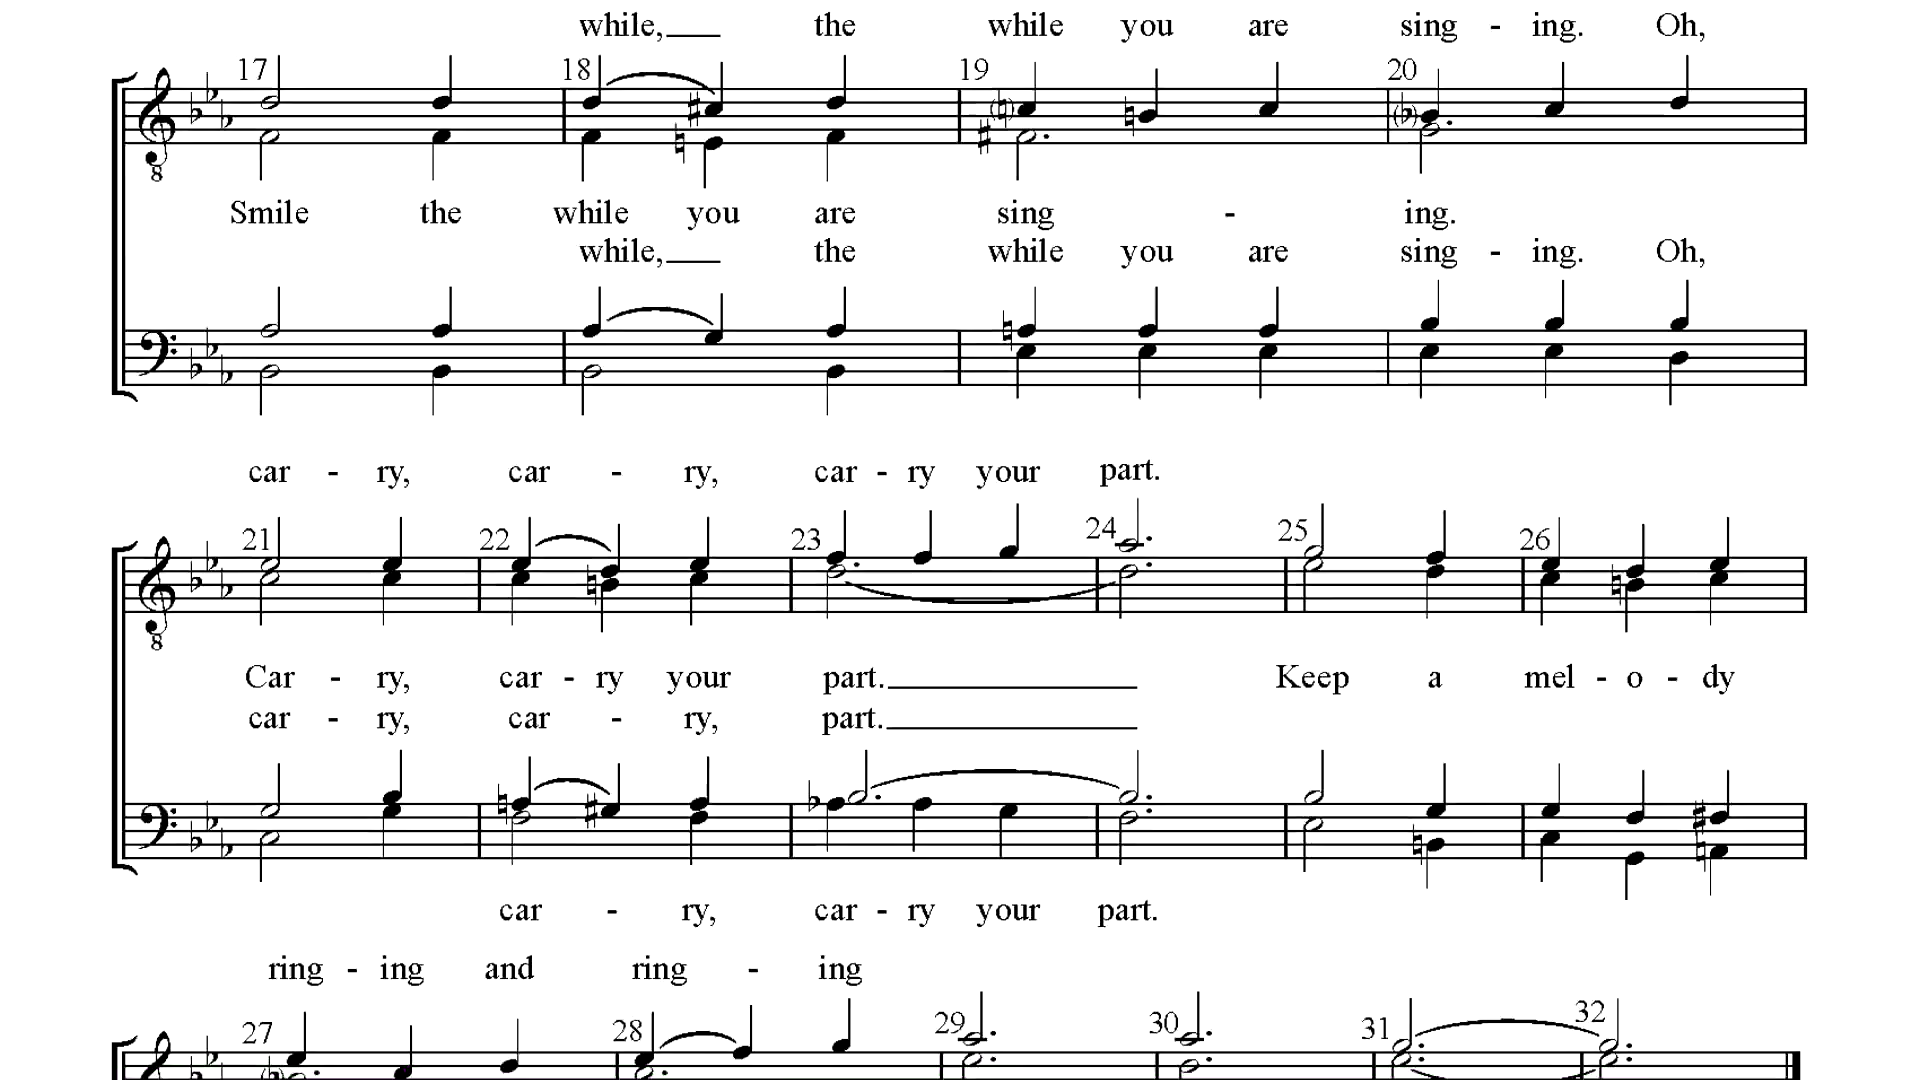 while, the while you are sing - ing. Oh,
17 18 19 20
8
Smile the while you are sing - ing.
while, the while you are sing - ing. Oh,
car - ry, car - ry, car - ry your part.
21 22 23 24 25 26
8
Car - ry, car - ry your part. Keep a mel - o - dy
car - ry, car - ry, part.
car - ry, car - ry your part.
ring - ing and ring - ing
27 28 29 30 31 32